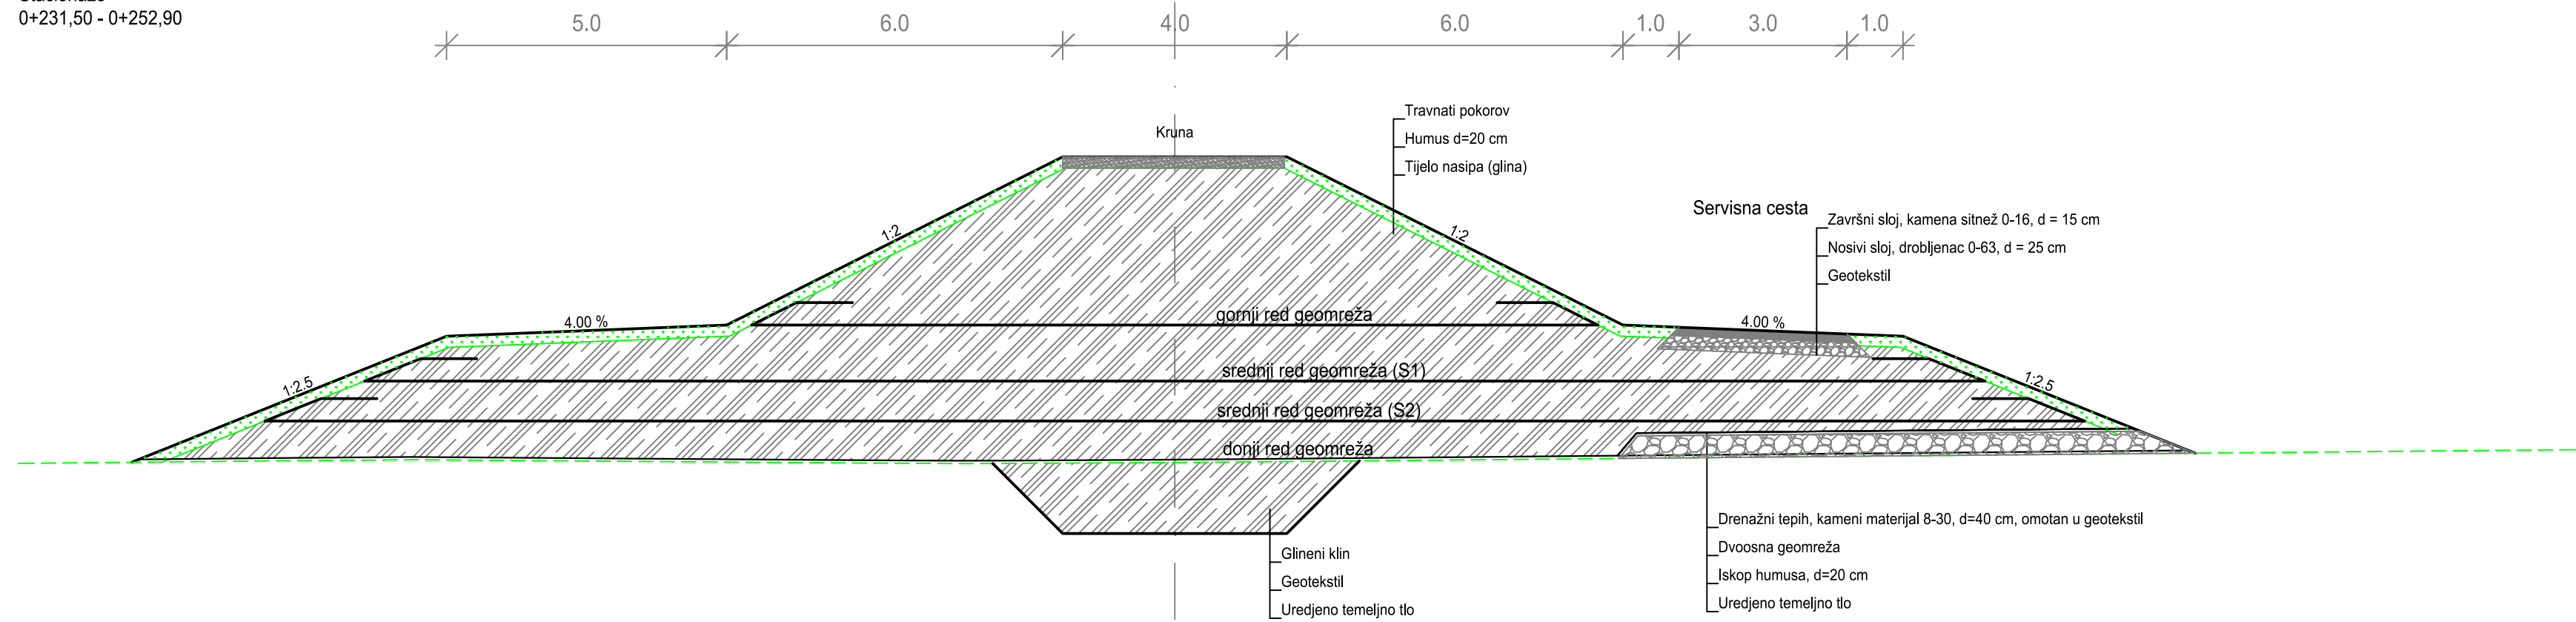 0+231,50 - 0+252,90
5.0
6.0
4.0
6.0
1.0
3.0
1.0
Kruna
Travnati pokorov
Humus d=20 cm
Tijelo nasipa (glina)
Servisna cesta
Završni sloj, kamena sitnež 0-16, d = 15 cm
Nosivi sloj, drobljenac 0-63, d = 25 cm
Geotekstil
1:2
1:2
4.00 %
4.00 %
1:2.5
1:2.5
gornji red geomreža
srednji red geomreža (S1)
srednji red geomreža (S2)
donji red geomreža
Glineni klin
Geotekstil
Uredjeno temeljno tlo
Drenažni tepih, kameni materijal 8-30, d=40 cm, omotan u geotekstil
Dvoosna geomreža
Iskop humusa, d=20 cm
Uredjeno temeljno tlo